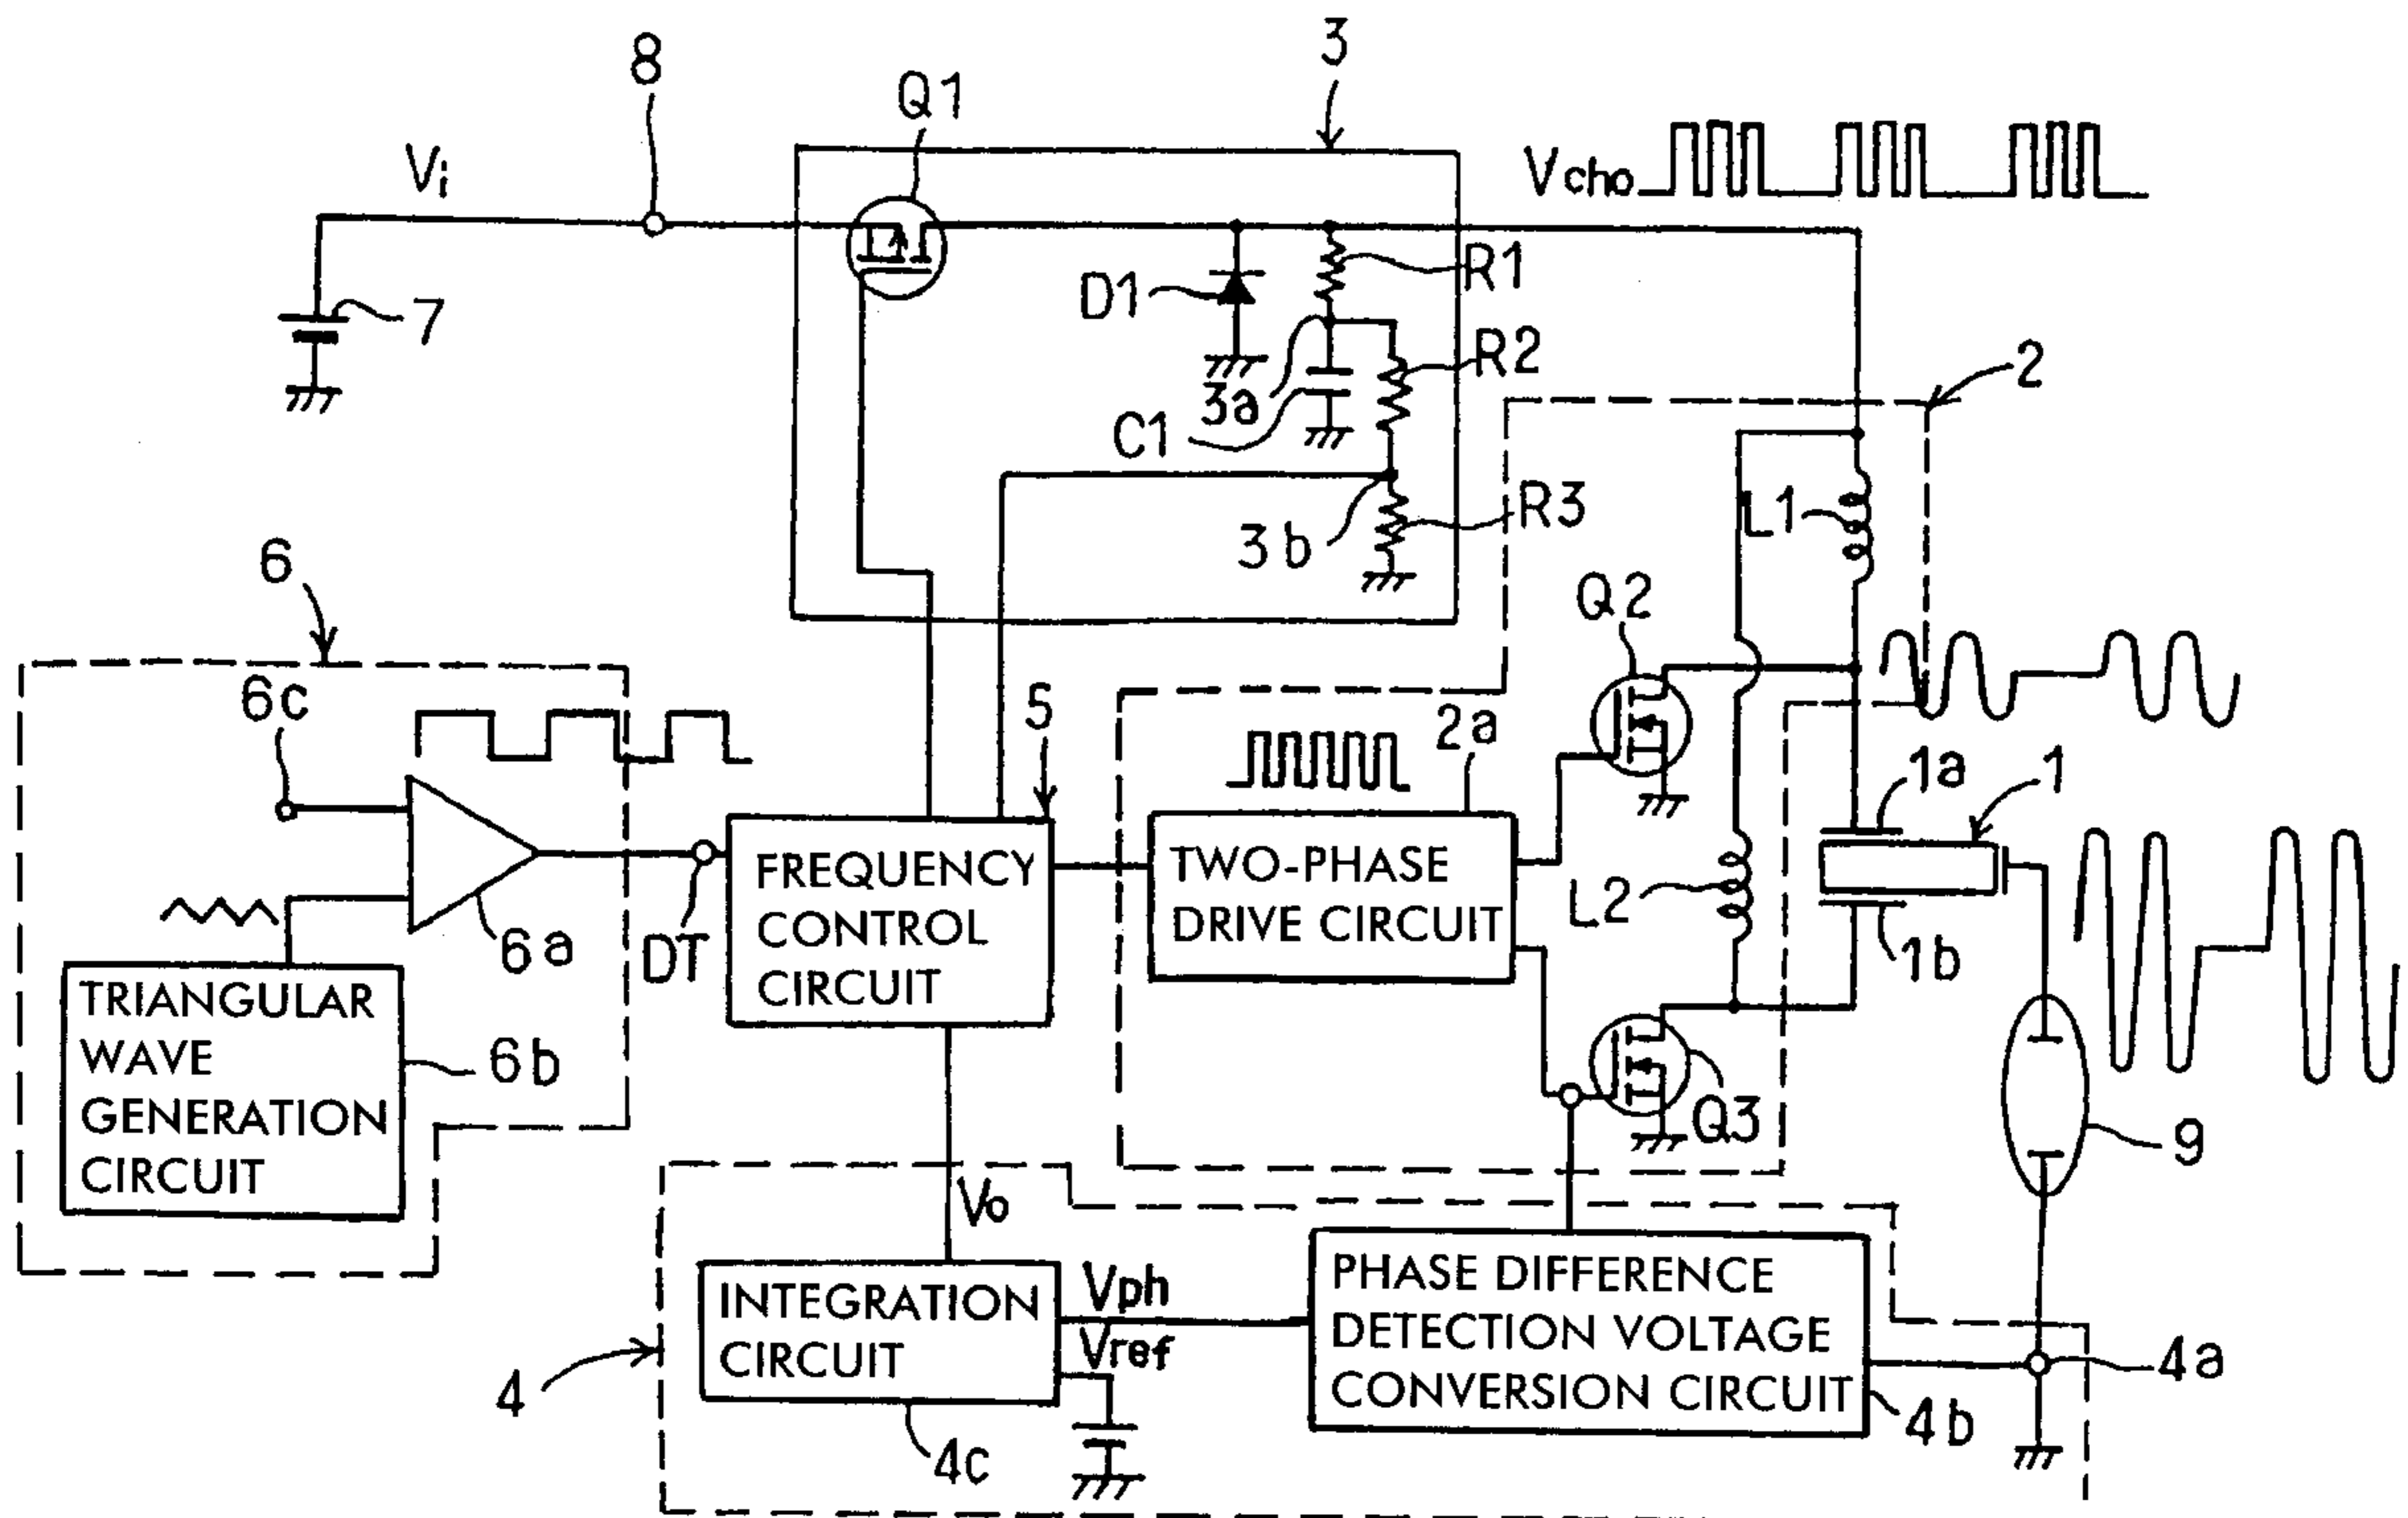 3
8
Q1
Vi
Vcho
R1
D1
7
R2
2
3a
C1
L1
R3
3b
6
Q2
6c
5
2a
1a
1
FREQUENCY
CONTROL
CIRCUIT
TWO-PHASE
DRIVE CIRCUIT
L2
6a
DT
1b
TRIANGULAR
WAVE
GENERATION
CIRCUIT
6b
Q3
9
Vo
INTEGRATION
CIRCUIT
Vph
Vref
PHASE DIFFERENCE
DETECTION VOLTAGE
CONVERSION CIRCUIT
4
4a
4b
4c